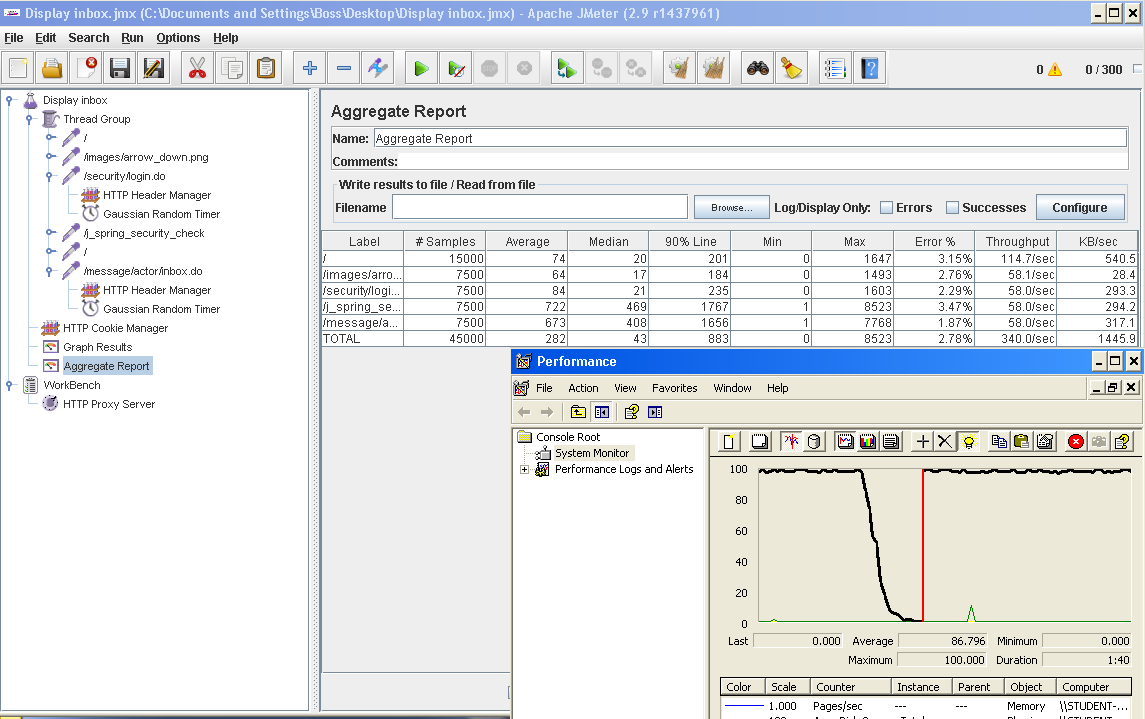 Display inbox.jmx (C:\Documents and Settings\Boss\Desktop\Display inbox.jmx) - Apache JMeter (2.9 r1437961)
File Edit Search Run Options Help
0 0 / 300
Display inbox
Thread Group
/
/images/arrow_down.png
/security/login.do
HTTP Header Manager
Gaussian Random Timer
/j_spring_security_check
/
/message/actor/inbox.do
HTTP Header Manager
Gaussian Random Timer
HTTP Cookie Manager
Graph Results
Aggregate Report
WorkBench
HTTP Proxy Server
Aggregate Report
Name: Aggregate Report
Comments:
Write results to file / Read from file
Filename Browse... Log/Display Only: Errors Successes Configure
Label # Samples Average Median 90% Line Min Max Error % Throughput KB/sec
/ 15000 74 20 201 0 1647 3.15% 114.7/sec 540.5
/images/arro... 7500 64 17 184 0 1493 2.76% 58.1/sec 28.4
/security/logi... 7500 84 21 235 0 1603 2.29% 58.0/sec 293.3
/j_spring_se... 7500 722 469 1767 1 8523 3.47% 58.0/sec 294.2
/message/a... 7500 673 408 1656 1 7768 1.87% 58.0/sec 317.1
TOTAL 45000 282 43 883 0 8523 2.78% 340.0/sec 1445.9
Performance
File Action View Favorites Window Help
Console Root
System Monitor
Performance Logs and Alerts
100
80
60
40
20
0
Last 0.000 Average 86.796 Minimum 0.000
Maximum 100.000 Duration 1:40
Color Scale Counter Instance Parent Object Computer
1.000 Pages/sec --- --- Memory \\STUDENT-...